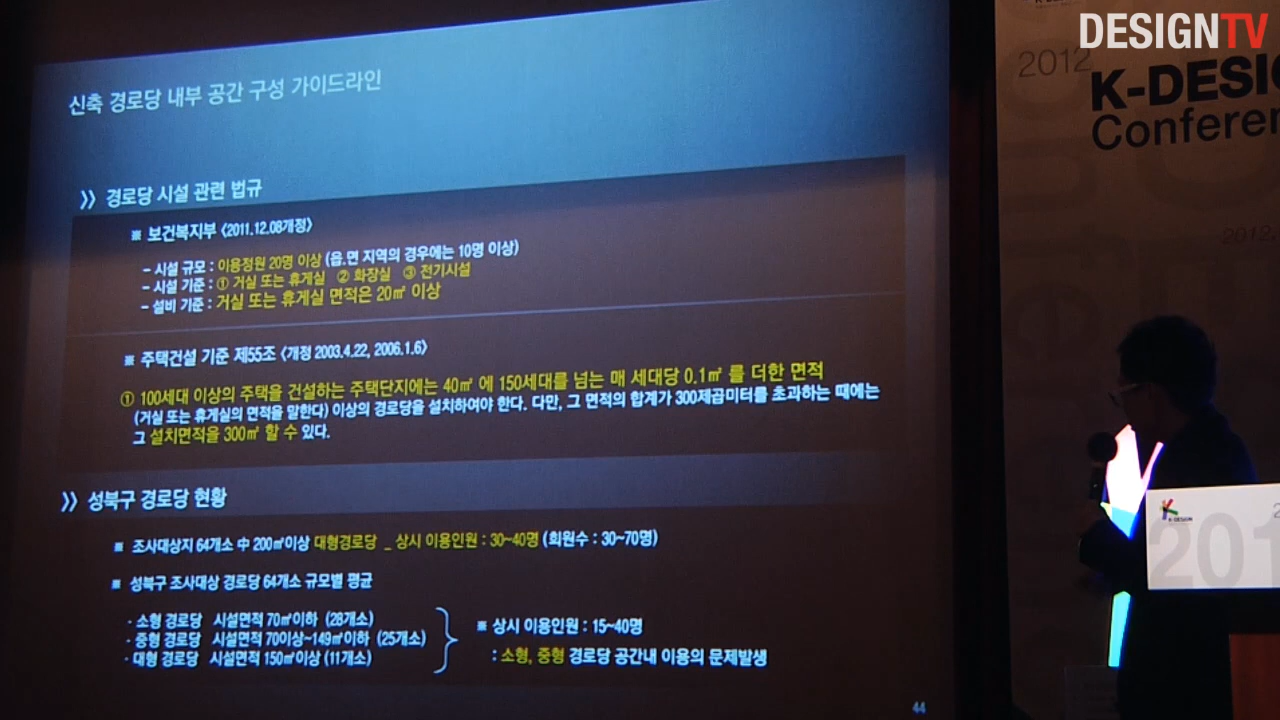 신축 경로당 내부 공간 구성 가이드라인
》 경로당 시설 관련 법규
※ 보건복지부 <2011.12.08개정>
- 시설 규모 : 이용정원 20명 이상 (읍.면 지역의 경우에는 10명 이상)
- 시설 기준 : ① 거실 또는 휴게실 ② 화장실 ③ 전기시설
- 설비 기준 : 거실 또는 휴게실 면적은 20㎡ 이상
※ 주택건설 기준 제55조 <개정 2003.4.22, 2006.1.6>
① 100세대 이상의 주택을 건설하는 주택단지에는 40㎡ 에 150세대를 넘는 매 세대당 0.1㎡ 를 더한 면적
(거실 또는 휴게실의 면적을 말한다) 이상의 경로당을 설치하여야 한다. 다만, 그 면적의 합계가 300제곱미터를 초과하는 때에는
그 설치면적을 300㎡ 할 수 있다.
》 성북구 경로당 현황
※ 조사대상지 64개소 中 200㎡이상 대형경로당 _ 상시 이용인원 : 30~40명 (회원수 : 30~70명)
※ 성북구 조사대상 경로당 64개소 규모별 평균
· 소형 경로당 시설면적 70㎡이하 (28개소)
· 중형 경로당 시설면적 70이상~149㎡이하 (25개소)
· 대형 경로당 시설면적 150㎡이상 (11개소)
※ 상시 이용인원 : 15~40명
: 소형, 중형 경로당 공간내 이용의 문제발생
44
DESIGNTV
2012
K-DESIG
Conferen
2012.
K-DESIGN
201